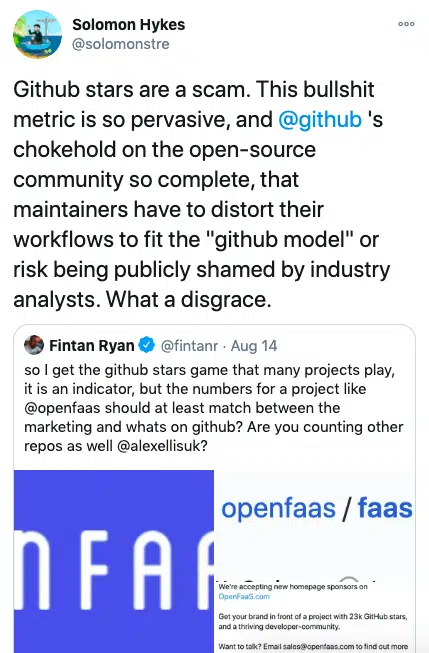 Solomon Hykes
@solomonstre
Github stars are a scam. This bullshit
metric is so pervasive, and @github 's
chokehold on the open-source
community so complete, that
maintainers have to distort their
workflows to fit the "github model" or
risk being publicly shamed by industry
analysts. What a disgrace.
Fintan Ryan @fintanr · Aug 14
so I get the github stars game that many projects play,
it is an indicator, but the numbers for a project like
@openfaas should at least match between the
marketing and whats on github? Are you counting other
repos as well @alexellisuk?
NFAA
openfaas / faas
We're accepting new homepage sponsors on
OpenFaaS.com
Get your brand in front of a project with 23k GitHub stars,
and a thriving developer-community.
Want to talk? Email sales@openfaas.com to find out more